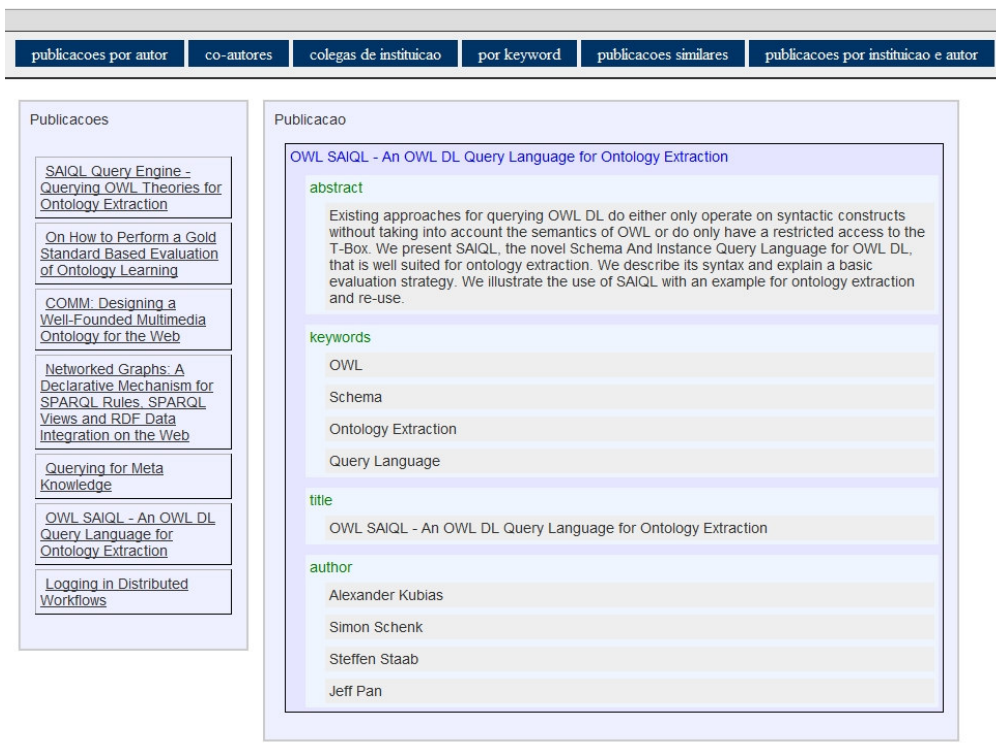 publicacoes por autor
co-autores
colegas de instituicao
por keyword
publicacoes similares
publicacoes por instituicao e autor
Publicacoes
SAIQL Query Engine -
Querying OWL Theories for
Ontology Extraction
On How to Perform a Gold
Standard Based Evaluation
of Ontology Learning
COMM: Designing a
Well-Founded Multimedia
Ontology for the Web
Networked Graphs: A
Declarative Mechanism for
SPARQL Rules, SPARQL
Views and RDF Data
Integration on the Web
Querying for Meta
Knowledge
OWL SAIQL - An OWL DL
Query Language for
Ontology Extraction
Logging in Distributed
Workflows
Publicacao
OWL SAIQL - An OWL DL Query Language for Ontology Extraction
abstract
Existing approaches for querying OWL DL do either only operate on syntactic constructs
without taking into account the semantics of OWL or do only have a restricted access to the
T-Box. We present SAIQL, the novel Schema And Instance Query Language for OWL DL,
that is well suited for ontology extraction. We describe its syntax and explain a basic
evaluation strategy. We illustrate the use of SAIQL with an example for ontology extraction
and re-use.
keywords
OWL
Schema
Ontology Extraction
Query Language
title
OWL SAIQL - An OWL DL Query Language for Ontology Extraction
author
Alexander Kubias
Simon Schenk
Steffen Staab
Jeff Pan